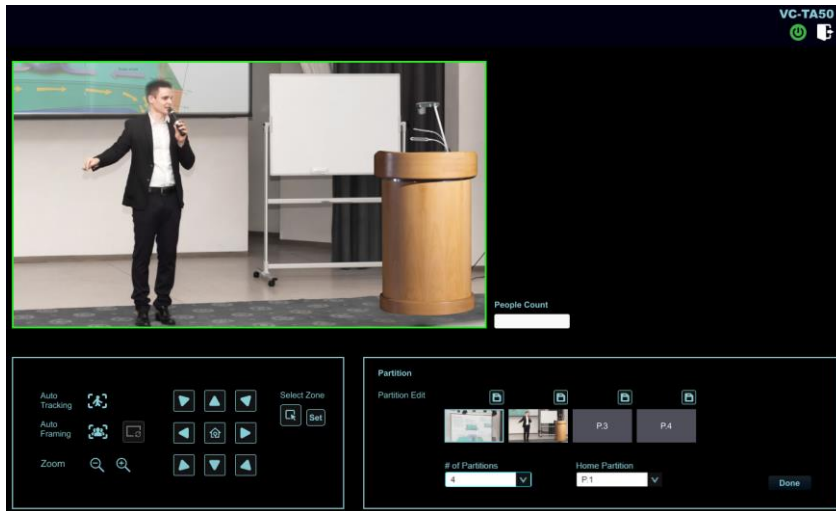 VC-TA50
People Count
Auto
Tracking
Select Zone
Set
Auto
Framing
Zoom
Partition
Partition Edit
P.3
P.4
# of Partitions
Home Partition
4
P.1
Done